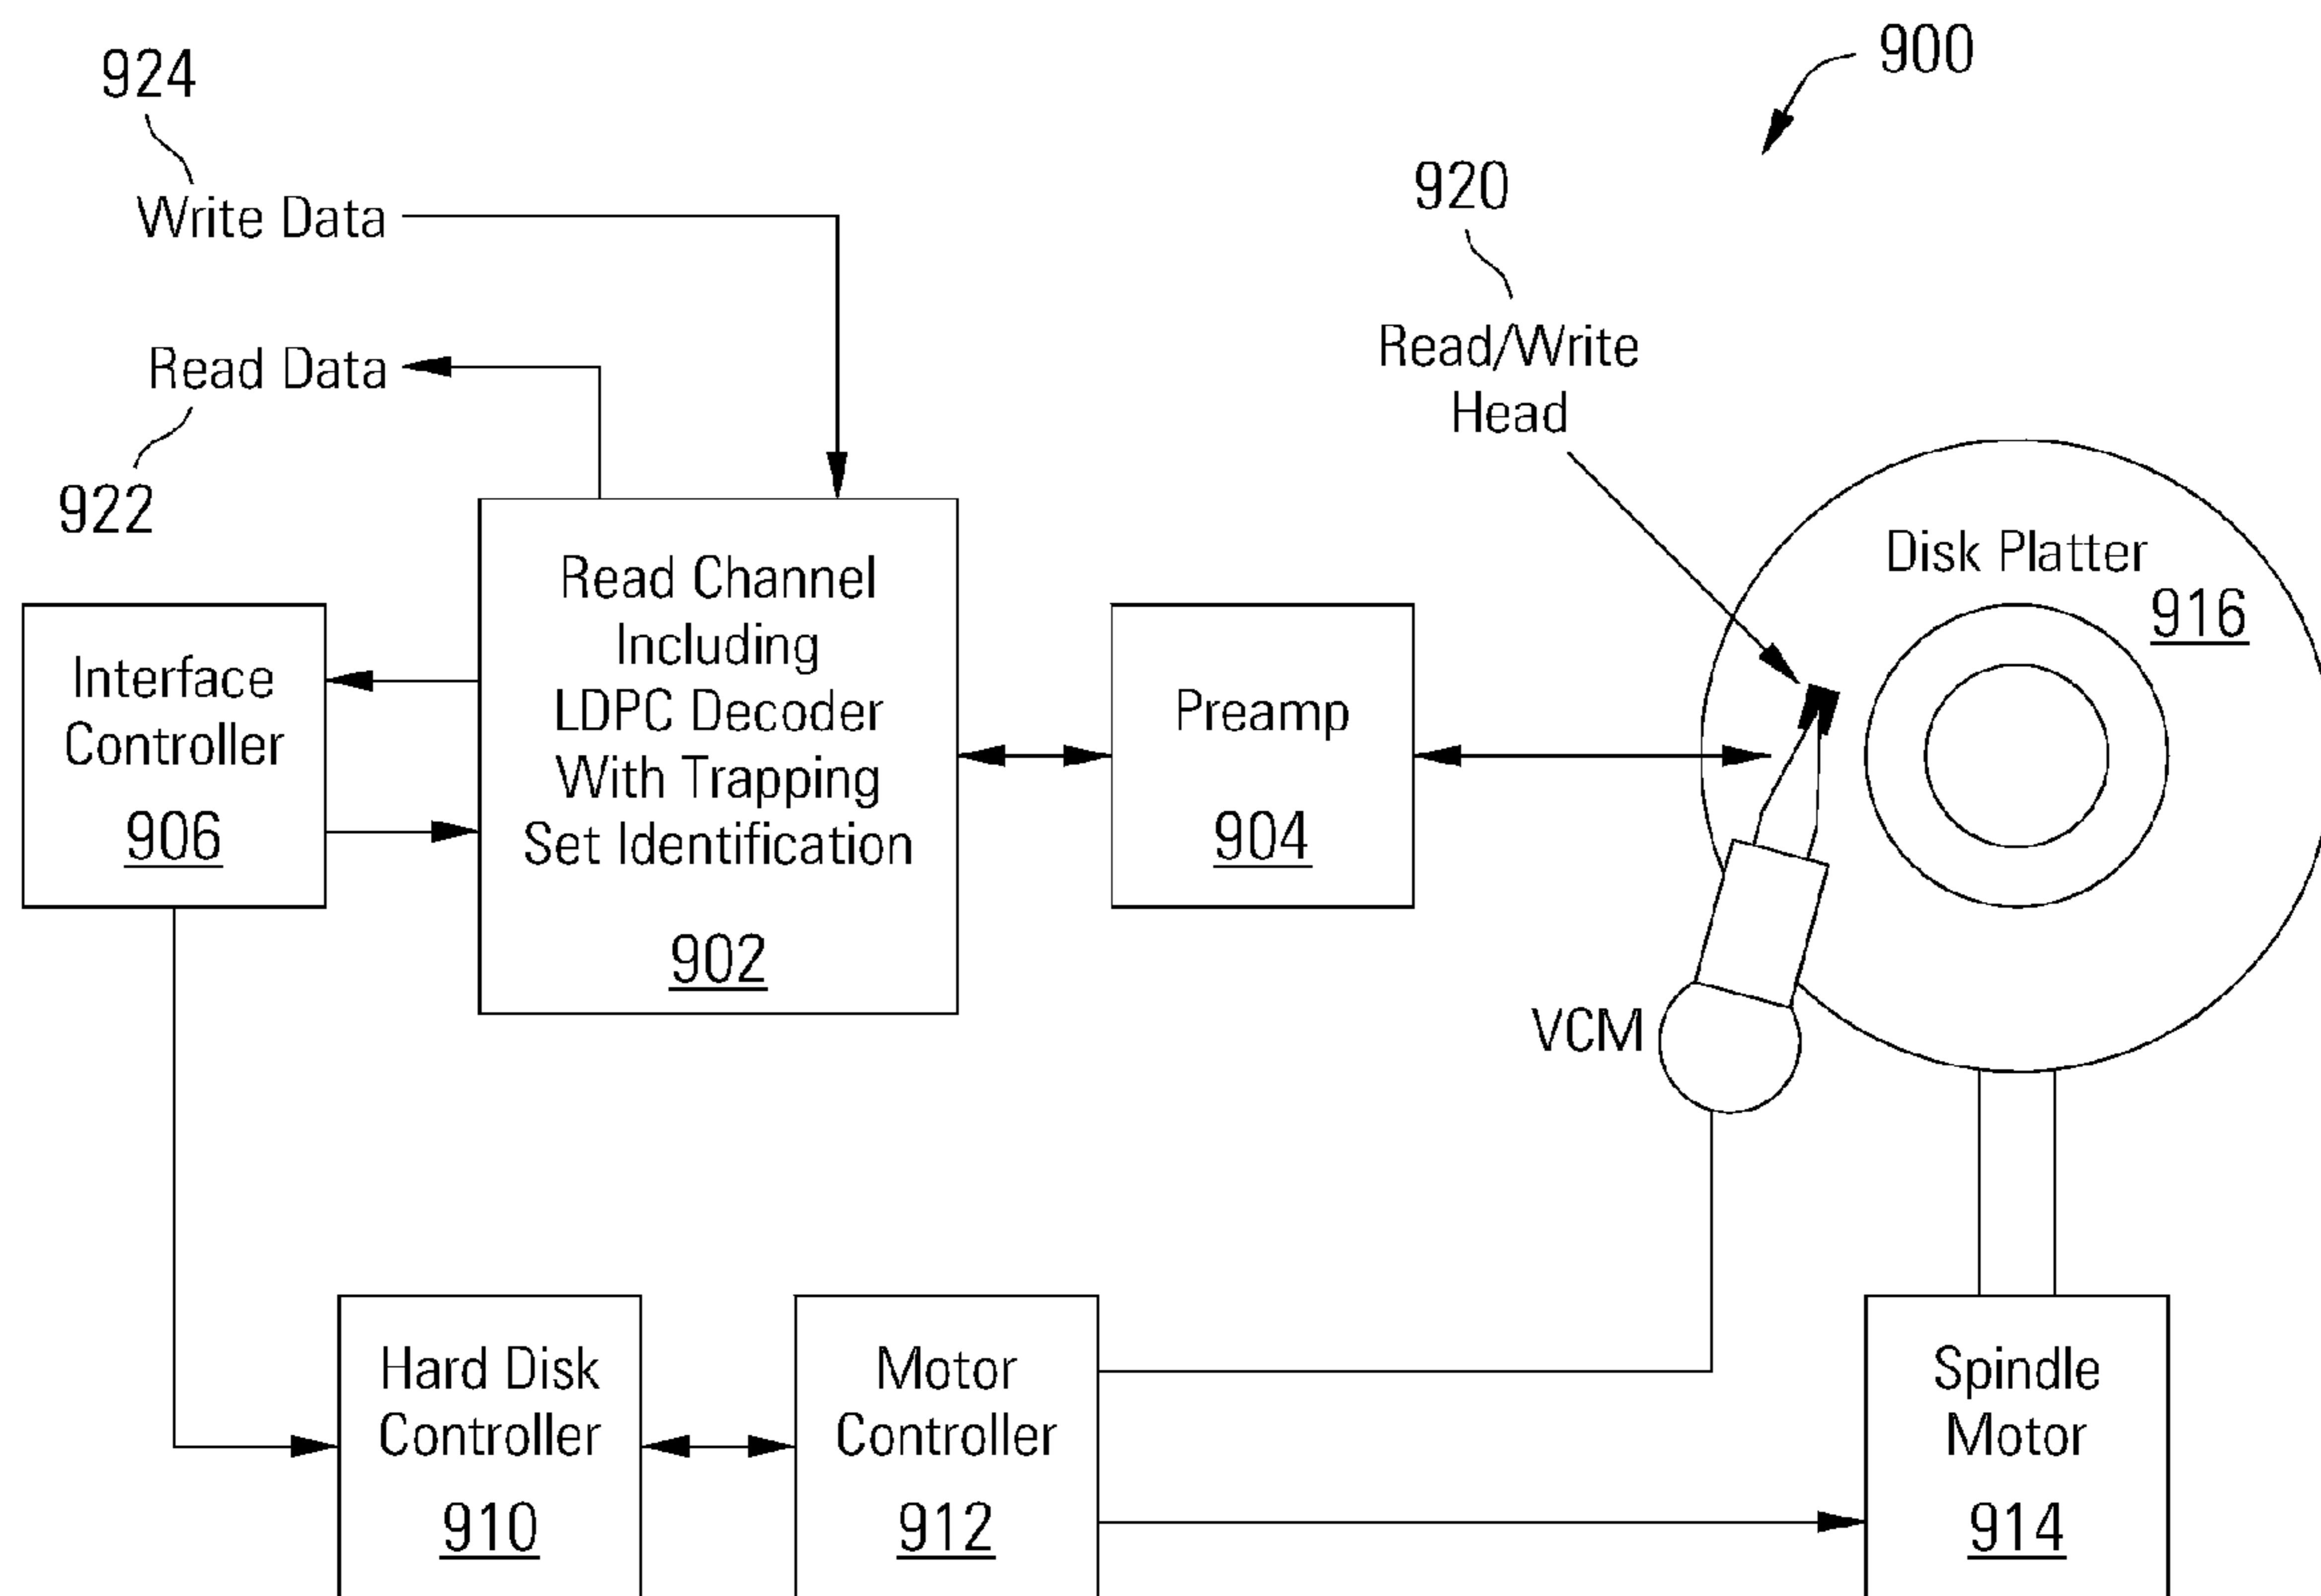 924
900
Write Data
920
Read Data
Read/Write
Head
922
Read Channel
Including
LDPC Decoder
With Trapping
Set Identification
902
Interface
Controller
906
Preamp
904
Disk Platter
916
VCM
Hard Disk
Controller
910
Motor
Controller
912
Spindle
Motor
914